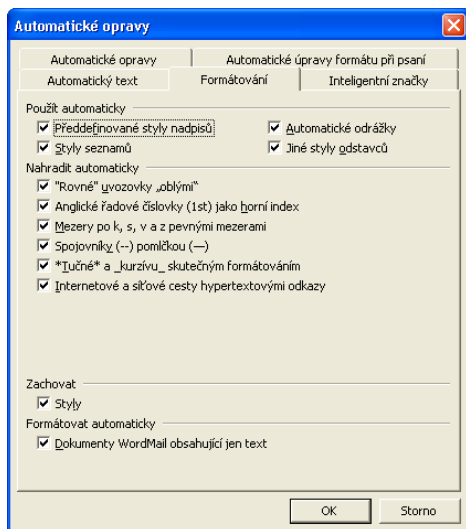 Automatické opravy
Automatické opravy Automatické úpravy formátu při psaní
Automatický text Formátování Inteligentní značky
Použít automaticky
Předdefinované styly nadpisů Automatické odrážky
Styly seznamů Jiné styly odstavců
Nahradit automaticky
"Rovné" uvozovky „oblými“
Anglické řadové číslovky (1st) jako horní index
Mezery po k, s, v a z pevnými mezerami
Spojovníky (--) pomlčkou (—)
*Tučné* a _kurzívu_ skutečným formátováním
Internetové a síťové cesty hypertextovými odkazy
Zachovat
Styly
Formátovat automaticky
Dokumenty WordMail obsahující jen text
OK Storno